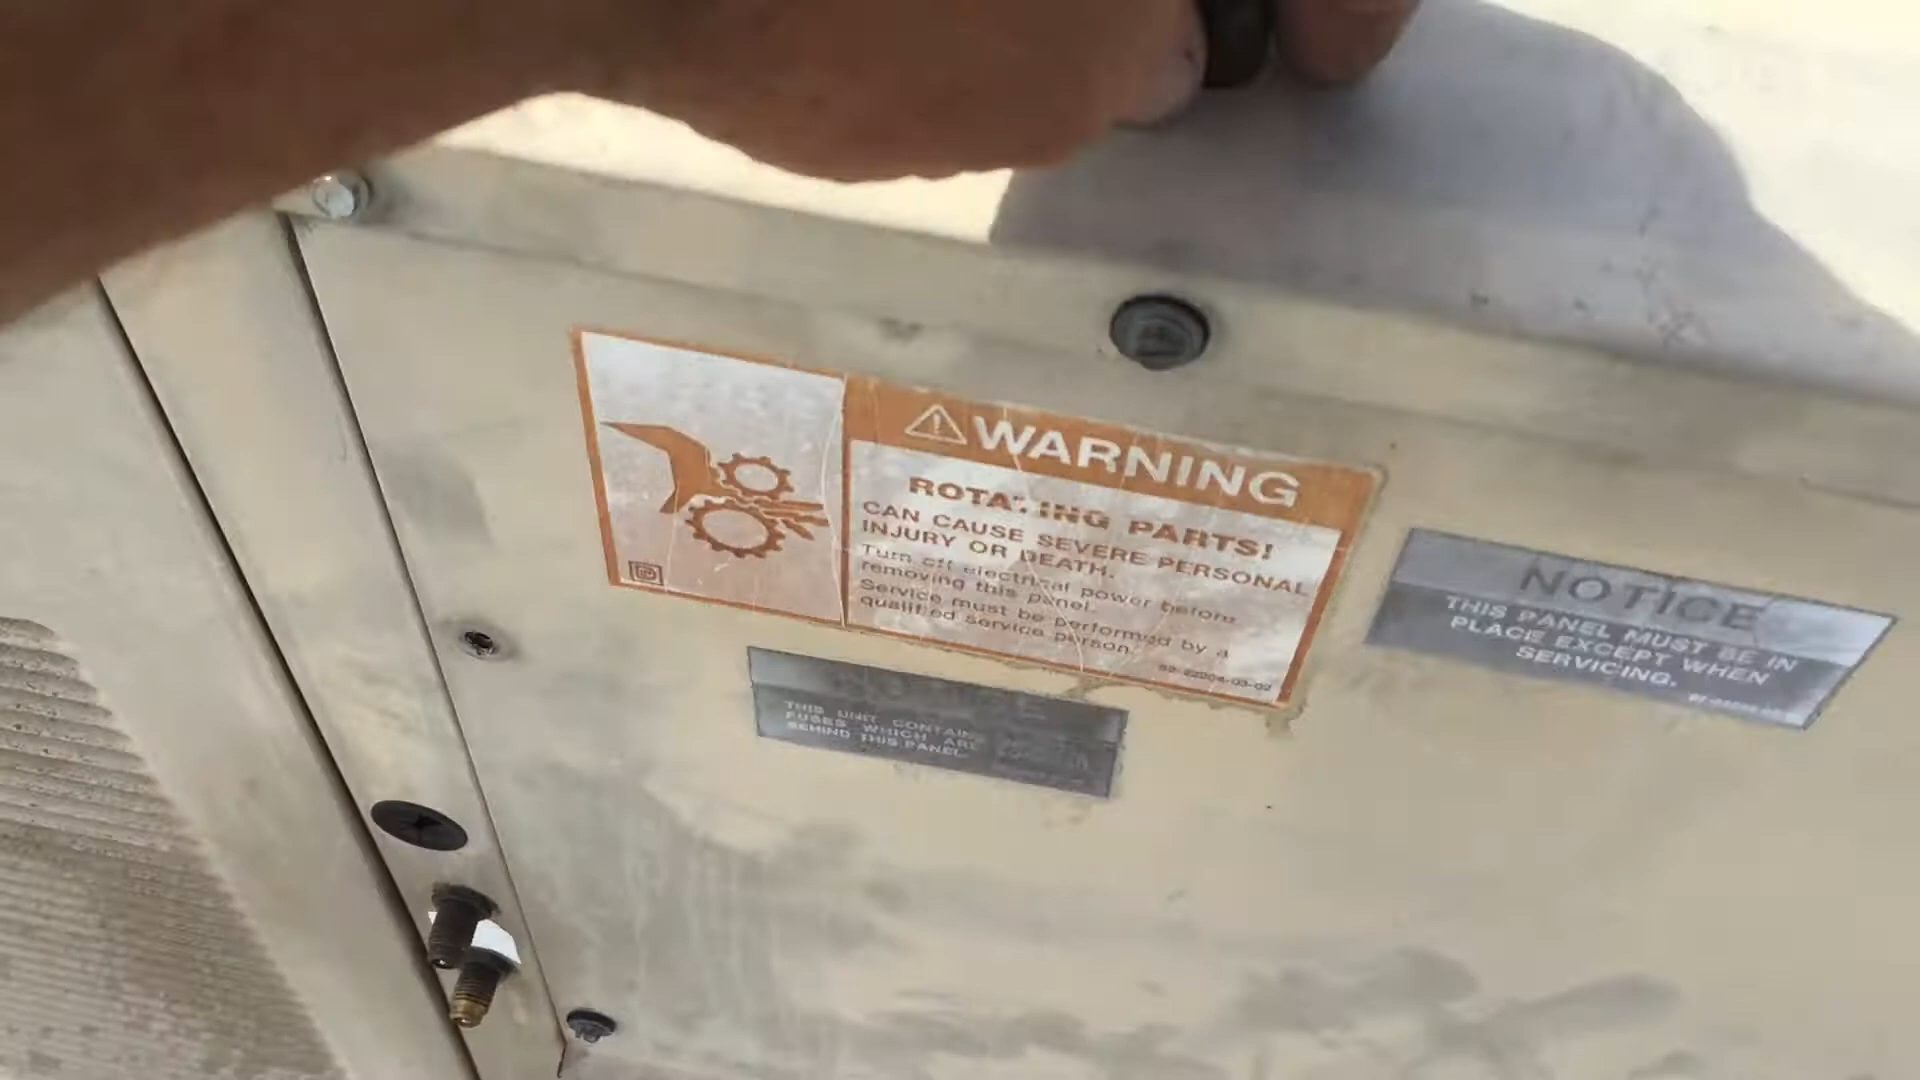 WARNING
ROTATING PARTS!
CAN CAUSE SEVERE PERSONAL
INJURY OR DEATH.
Turn off electrical power before
removing this panel.
Service must be performed by a
qualified service person.
NOTICE
THIS PANEL MUST BE IN
PLACE EXCEPT WHEN
SERVICING.
THIS UNIT CONTAINS
FUSES WHICH ARE
BEHIND THIS PANEL.